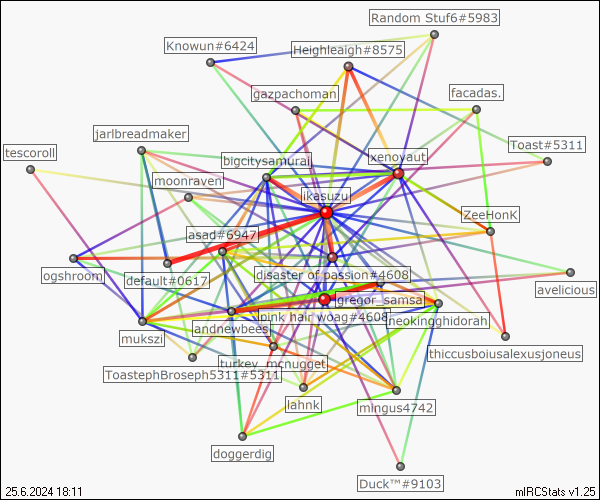 Random Stuf6#5983
Knowun#6424
Heighleigh#8575
gazpachoman
facadas.
jarlbreadmaker
Toast#5311
tescoroll
bigcitysamurai
xenovaut
moonraven
ikasuzu
ZeeHonK
asad#6947
ogshroom
default#0617
disaster of passion#4608
avelicious
gregor_samsa
pink hair woag#4608
neokingghidorah
mukszi
andnewbees
thiccusboiusalexusjoneus
turkey_mcnugget
ToastephBroseph5311#5311
lahnk
mingus4742
doggerdig
Duck™#9103
25.6.2024 18:11
mIRCStats v1.25